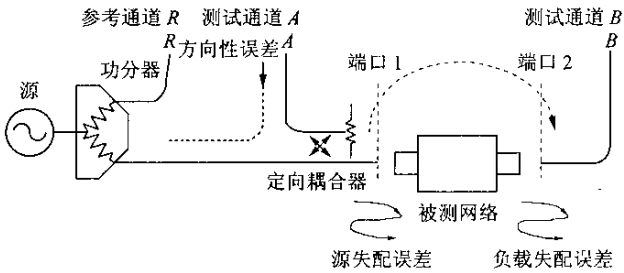 参考通道 R
测试通道 A
测试通道 B
R
方向性误差
A
B
功分器
端口 1
端口 2
源
定向耦合器
被测网络
源失配误差
负载失配误差